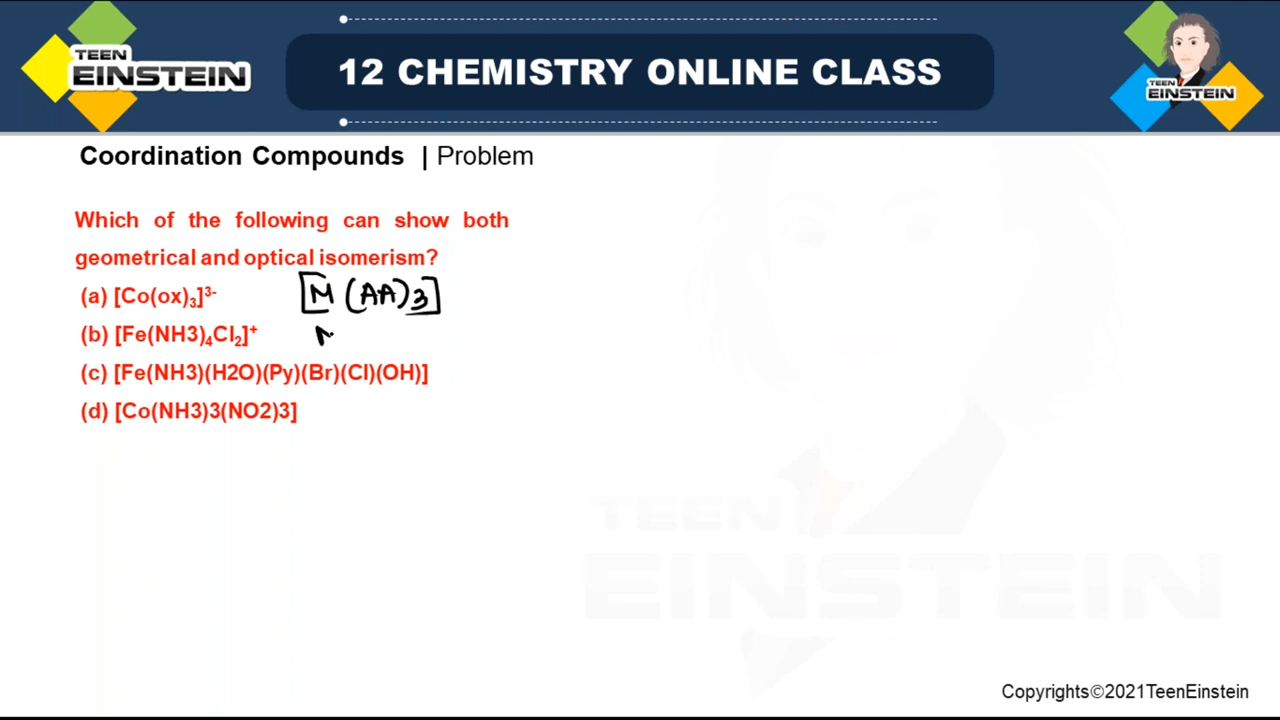 TEEN
EINSTEIN
12 CHEMISTRY ONLINE CLASS
TEEN
EINSTEIN
Coordination Compounds | Problem
Which of the following can show both
geometrical and optical isomerism?
(a) [Co(ox)₃]³⁻ [M (AA)₃]
(b) [Fe(NH3)₄Cl₂]⁺
(c) [Fe(NH3)(H2O)(Py)(Br)(Cl)(OH)]
(d) [Co(NH3)3(NO2)3]
TEEN
EINSTEIN
Copyrights©2021TeenEinstein